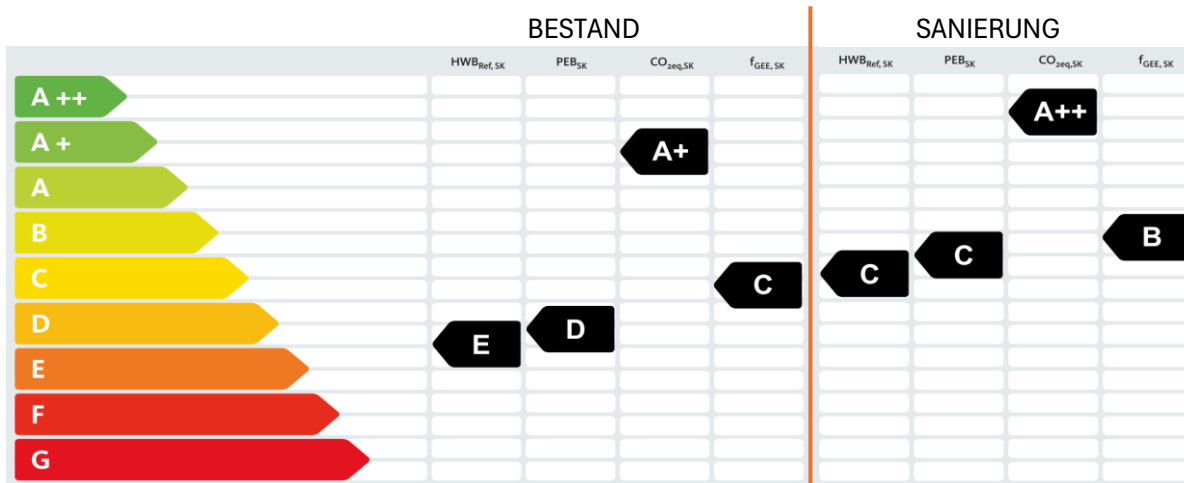 BESTAND SANIERUNG
HWBRef, SK PEBSK CO2eq,SK fGEE, SK HWBRef, SK PEBSK CO2eq,SK fGEE, SK
A ++ A++
A + A+
A
B B
C C C C
D D
E E
F
G